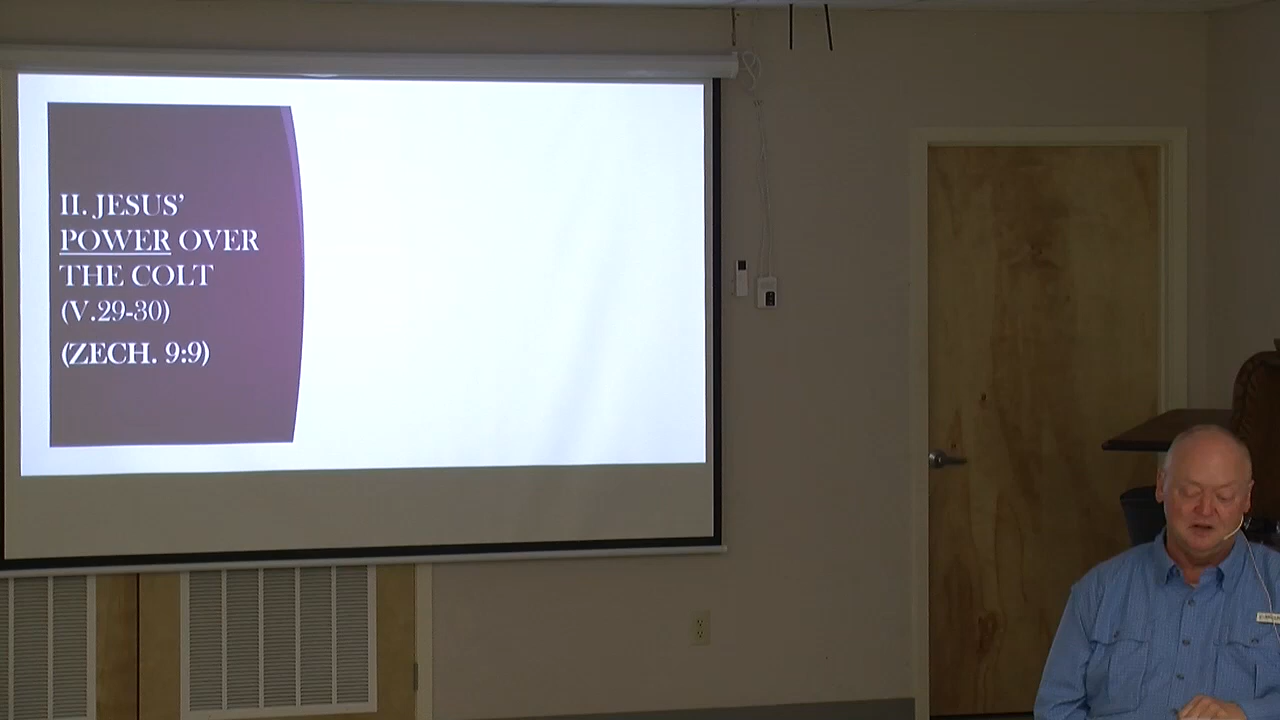 II. JESUS'
POWER OVER
THE COLT
(V.29-30)
(ZECH. 9:9)